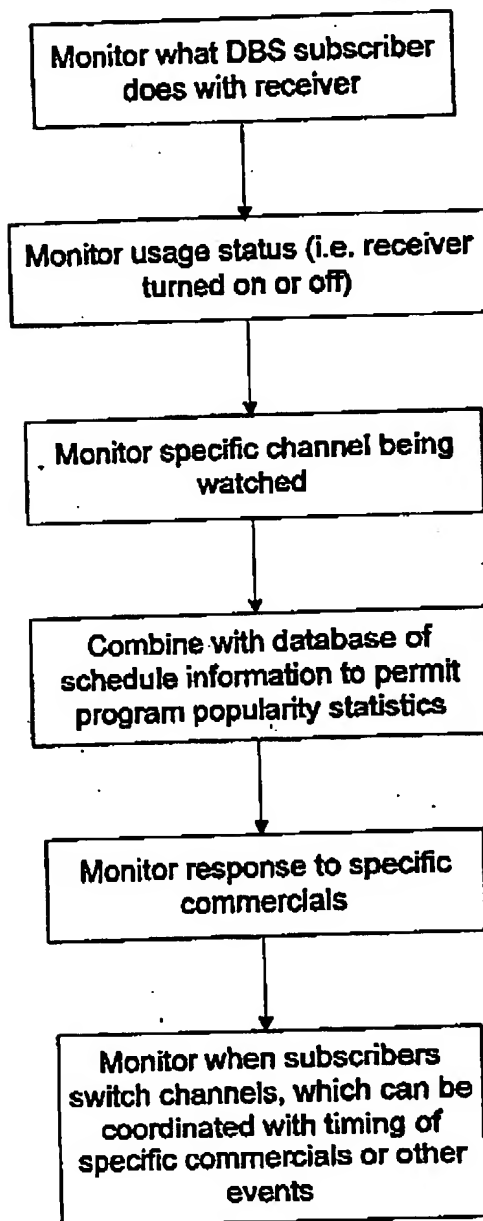 Monitor what DBS subscriber
does with receiver
Monitor usage status (i.e. receiver
turned on or off)
Monitor specific channel being
watched
Combine with database of
schedule information to permit
program popularity statistics
Monitor response to specific
commercials
Monitor when subscribers
switch channels, which can be
coordinated with timing of
specific commercials or other
events